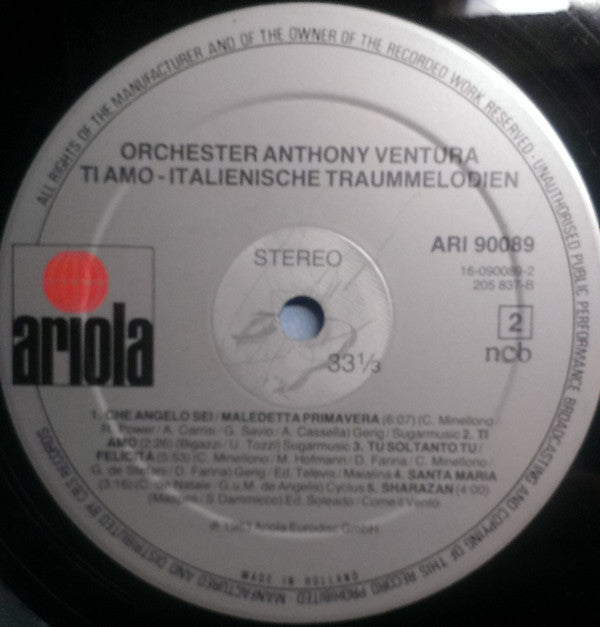 ALL RIGHTS OF THE MANUFACTURER AND OF THE OWNER OF THE RECORDED WORK RESERVED · UNAUTHORISED PUBLIC PERFORMANCE BROADCASTING AND COPYING OF THIS RECORD PROHIBITED · MANUFACTURED AND DISTRIBUTED BY CBS RECORDS
ORCHESTER ANTHONY VENTURA
TI AMO - ITALIENISCHE TRAUMMELODIEN
ariola
STEREO
33⅓
ARI 90089
16-090089-2
205 837-B
2
ncb
1. CHE ANGELO SEI / MALEDETTA PRIMAVERA (6:07) (C. Minellono /
R. Power / A. Carrisi / G. Savio / A. Cassella) Gerig / Sugarmusic 2. TI
AMO (2:26) (Bigazzi / U. Tozzi) Sugarmusic 3. TU SOLTANTO TU /
FELICITA (5:53) (C. Minellono / M. Hofmann / D. Farina / C. Minellono /
G. de Stefani / D. Farina) Gerig / Ed. Televis / Maialina 4. SANTA MARIA
(3:16) (C. de Natale / G. u. M. de Angelis) Cyclus 5. SHARAZAN (4:00)
(Marques / S. Dammicco) Ed. Soleado / Come il Vento
Ariola Eurodisc GmbH
MADE IN HOLLAND